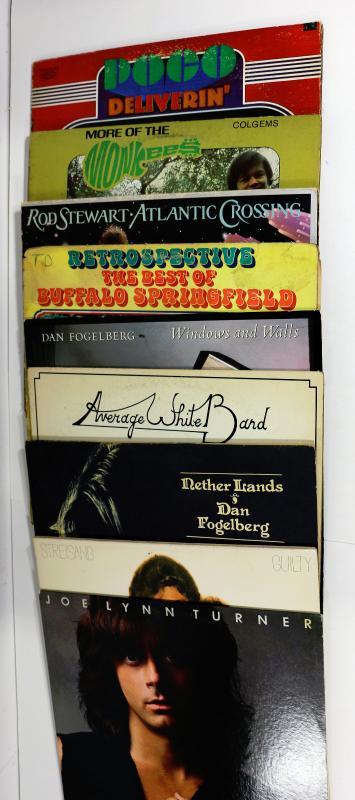 POCO
DELIVERIN'
MORE OF THE
COLGEMS
MONKEES
ROD STEWART·ATLANTIC CROSSING
TD
RETROSPECTIVE
THE BEST OF
BUFFALO SPRINGFIELD
DAN FOGELBERG
Windows and Walls
Average White Band
Nether Lands
Dan
Fogelberg
STREISAND
GUILTY
JOE LYNN TURNER